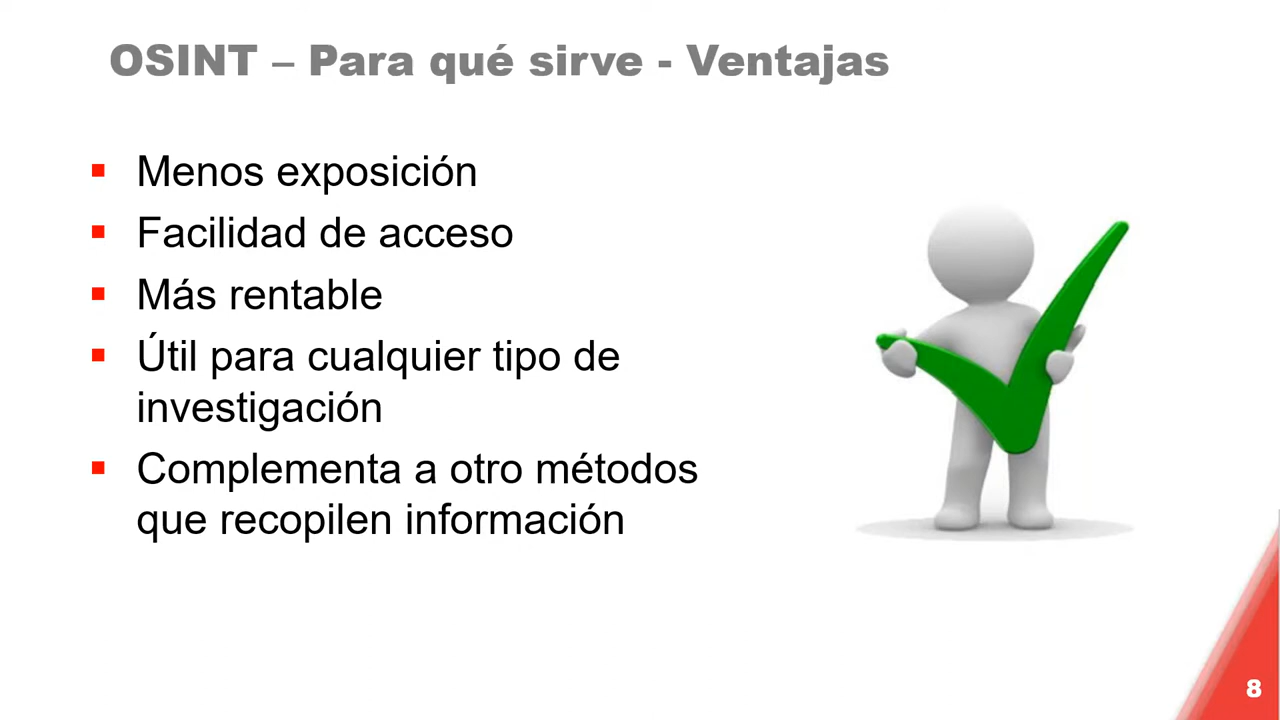 OSINT – Para qué sirve - Ventajas
Menos exposición
Facilidad de acceso
Más rentable
Útil para cualquier tipo de
investigación
Complementa a otro métodos
que recopilen información
8